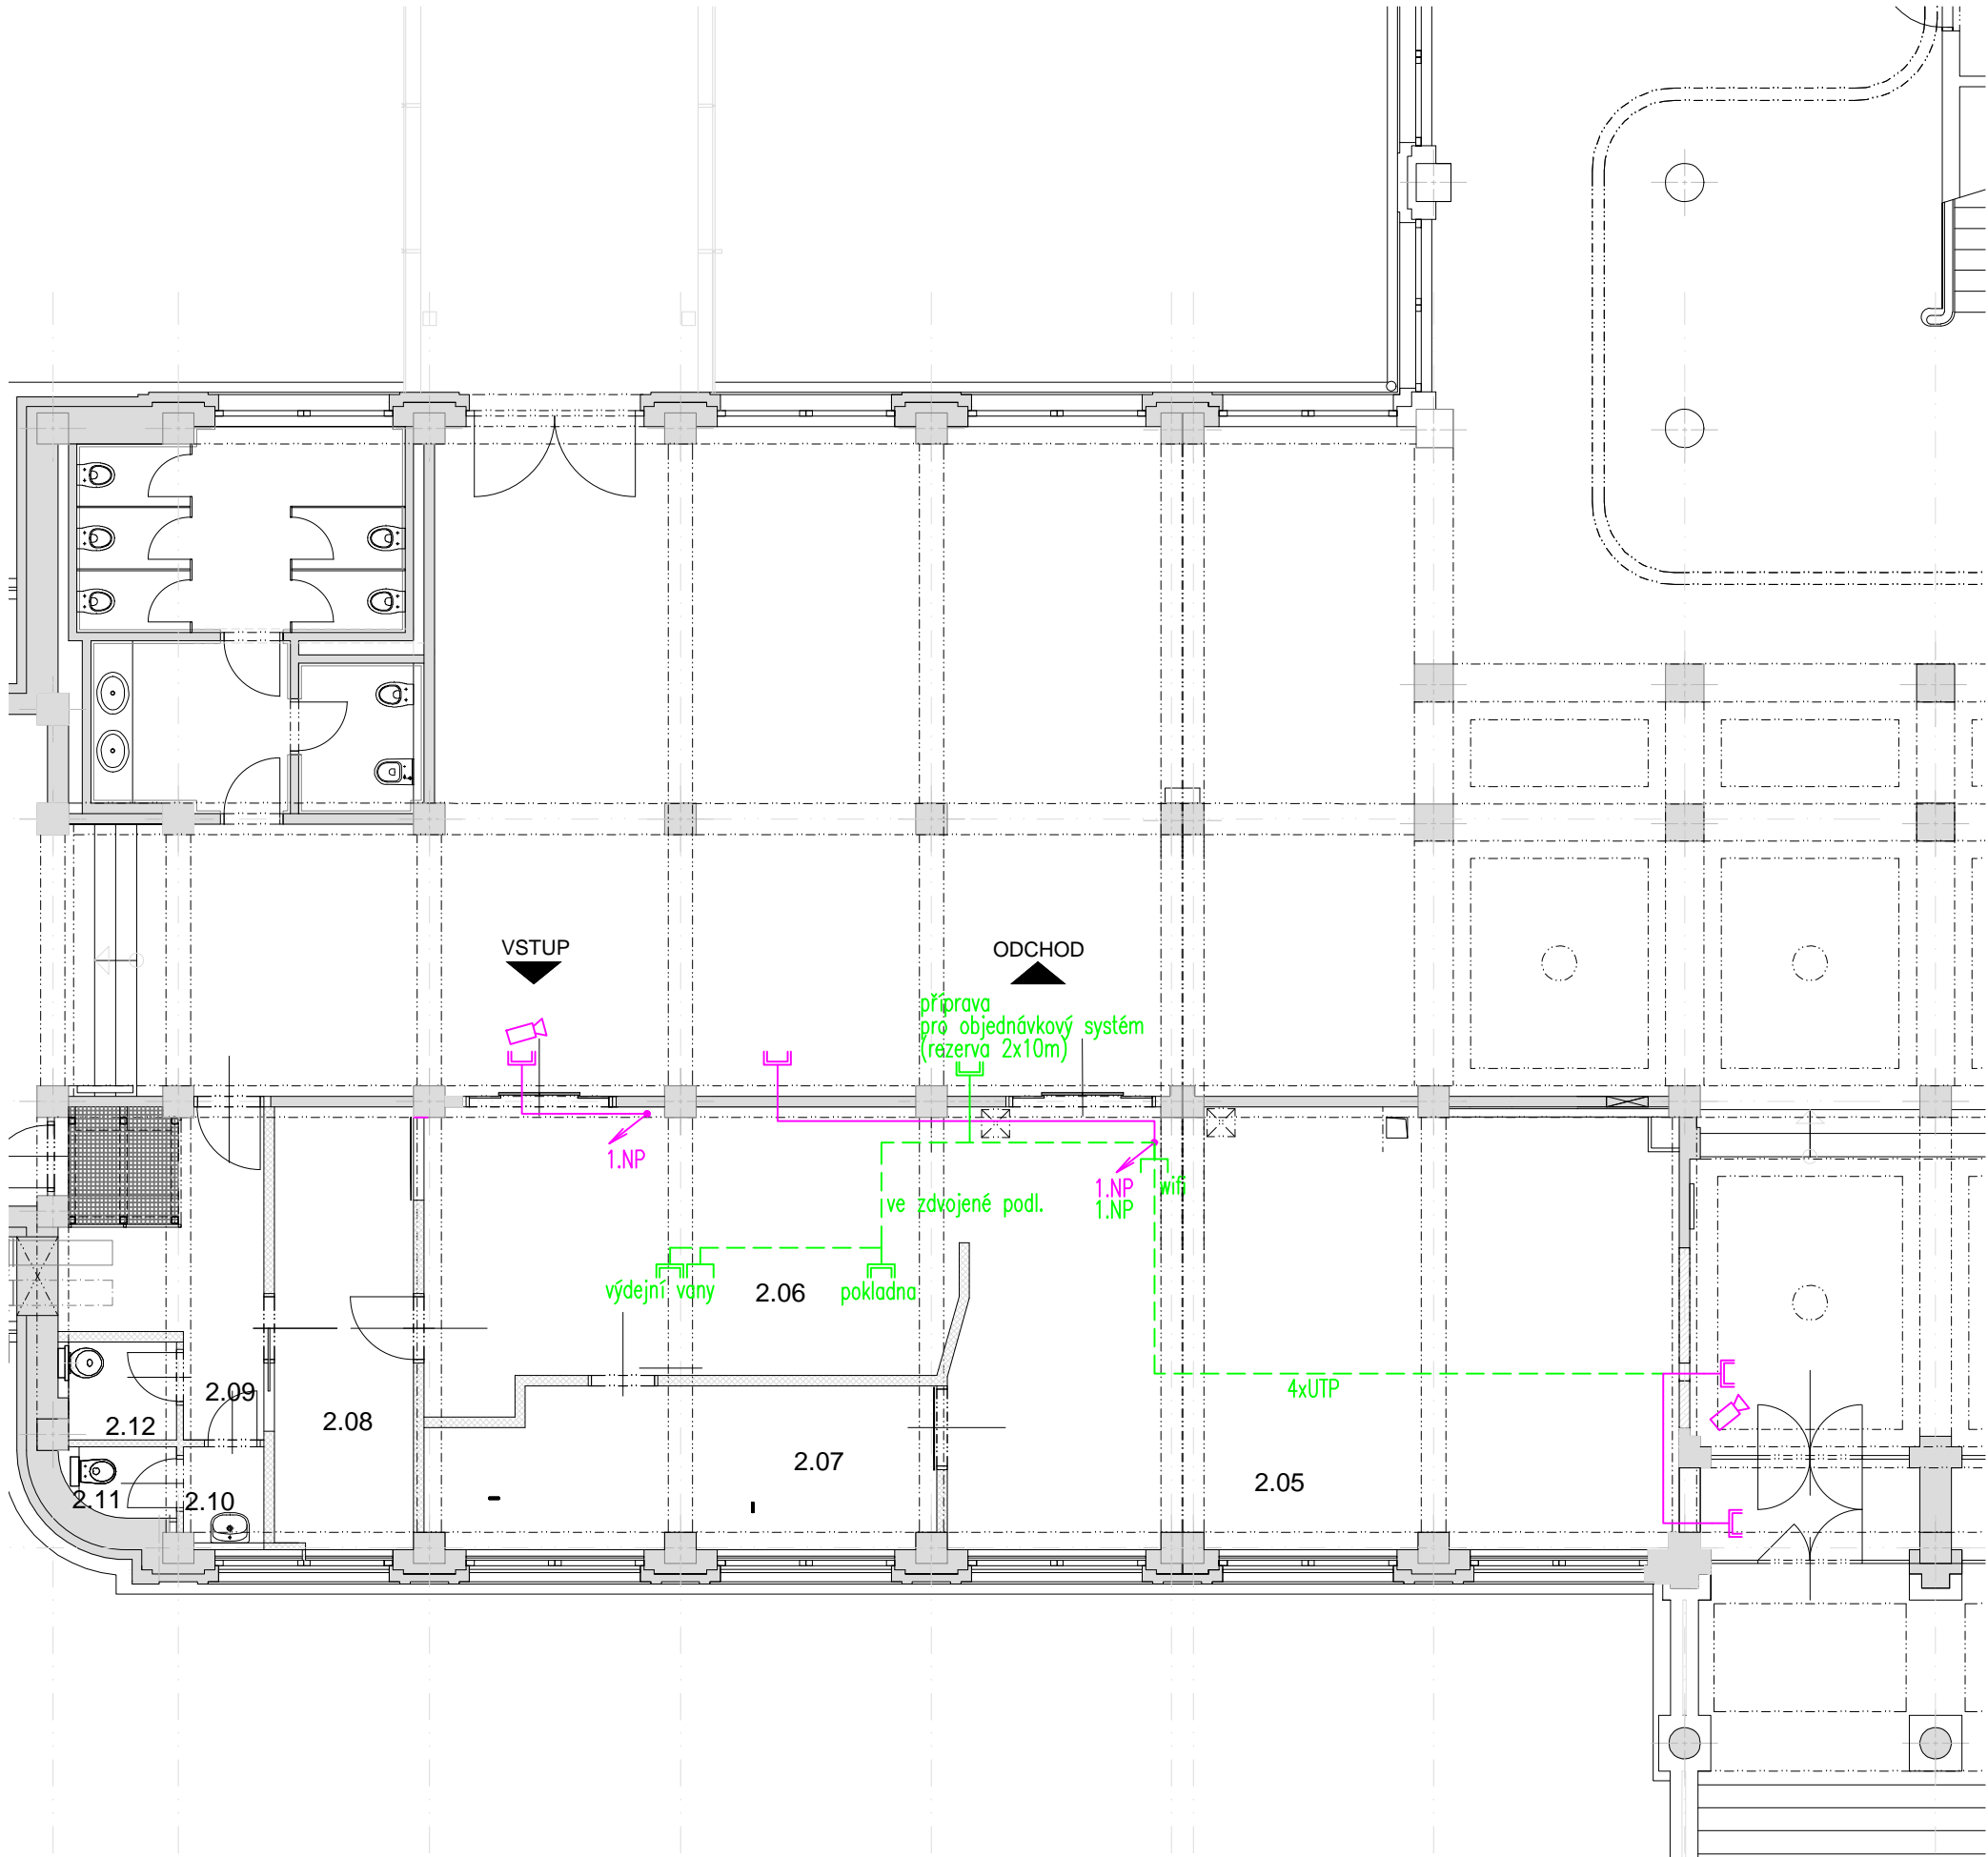 VSTUP
ODCHOD
příprava
pro objednávkový systém
(rezerva 2x10m)
1.NP
1.NP
1.NP
wifi
ve zdvojené podl.
výdejní vany
2.06
pokladna
4xUTP
2.09
2.12
2.08
2.07
2.05
2.11
2.10